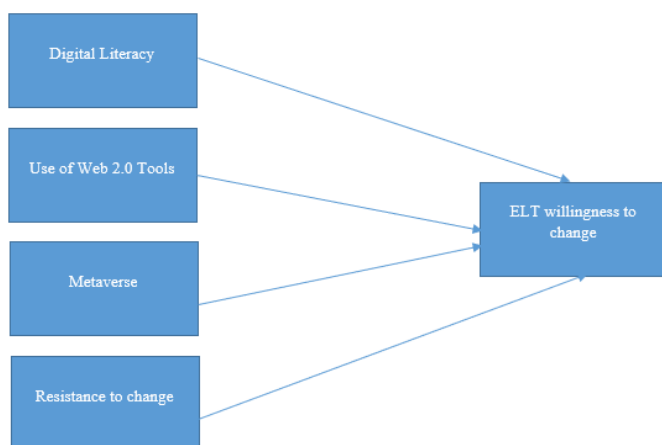 Digital Literacy
Use of Web 2.0 Tools
Metaverse
Resistance to change
ELT willingness to
change